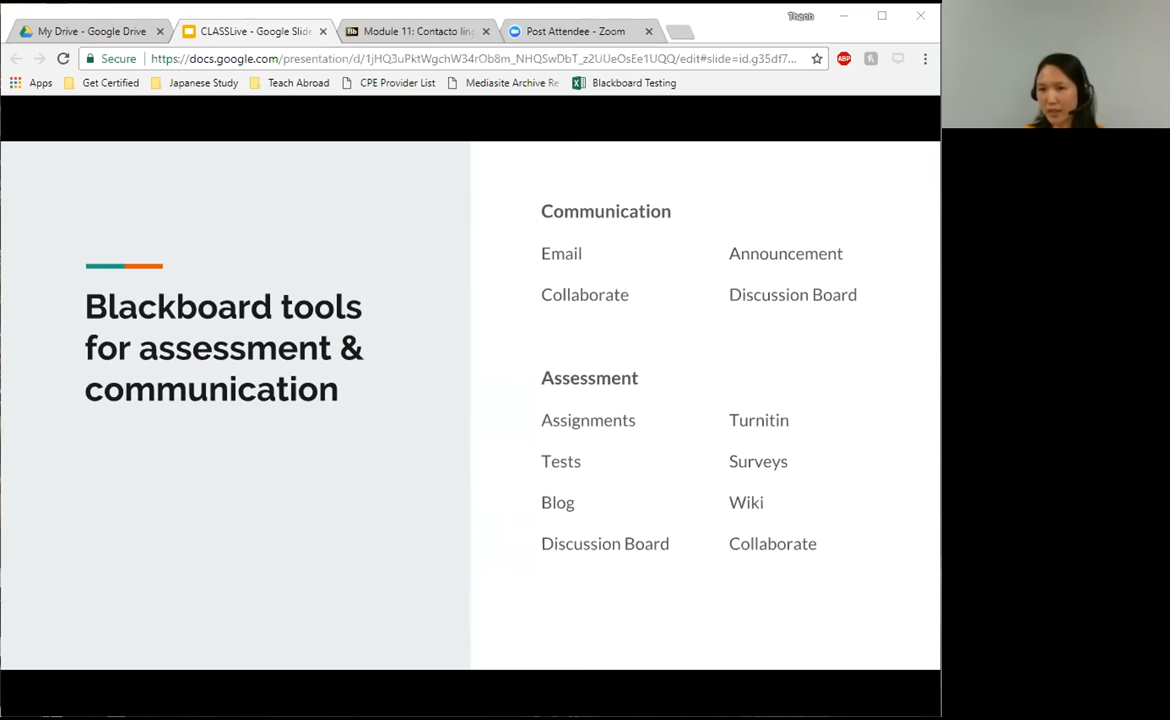 Thanh
My Drive - Google Drive
CLASSLive - Google Slide
Module 11: Contacto lin
Post Attendee - Zoom
Secure
https://docs.google.com/presentation/d/1jHQ3uPktWgchW34rOb8m_NHQSwDbT_z2UUeOsEe1UQQ/edit#slide=id.g35df7...
ABP
Apps
Get Certified
Japanese Study
Teach Abroad
CPE Provider List
Mediasite Archive Re
Blackboard Testing
Blackboard tools
for assessment &
communication
Communication
Email Announcement
Collaborate Discussion Board
Assessment
Assignments Turnitin
Tests Surveys
Blog Wiki
Discussion Board Collaborate